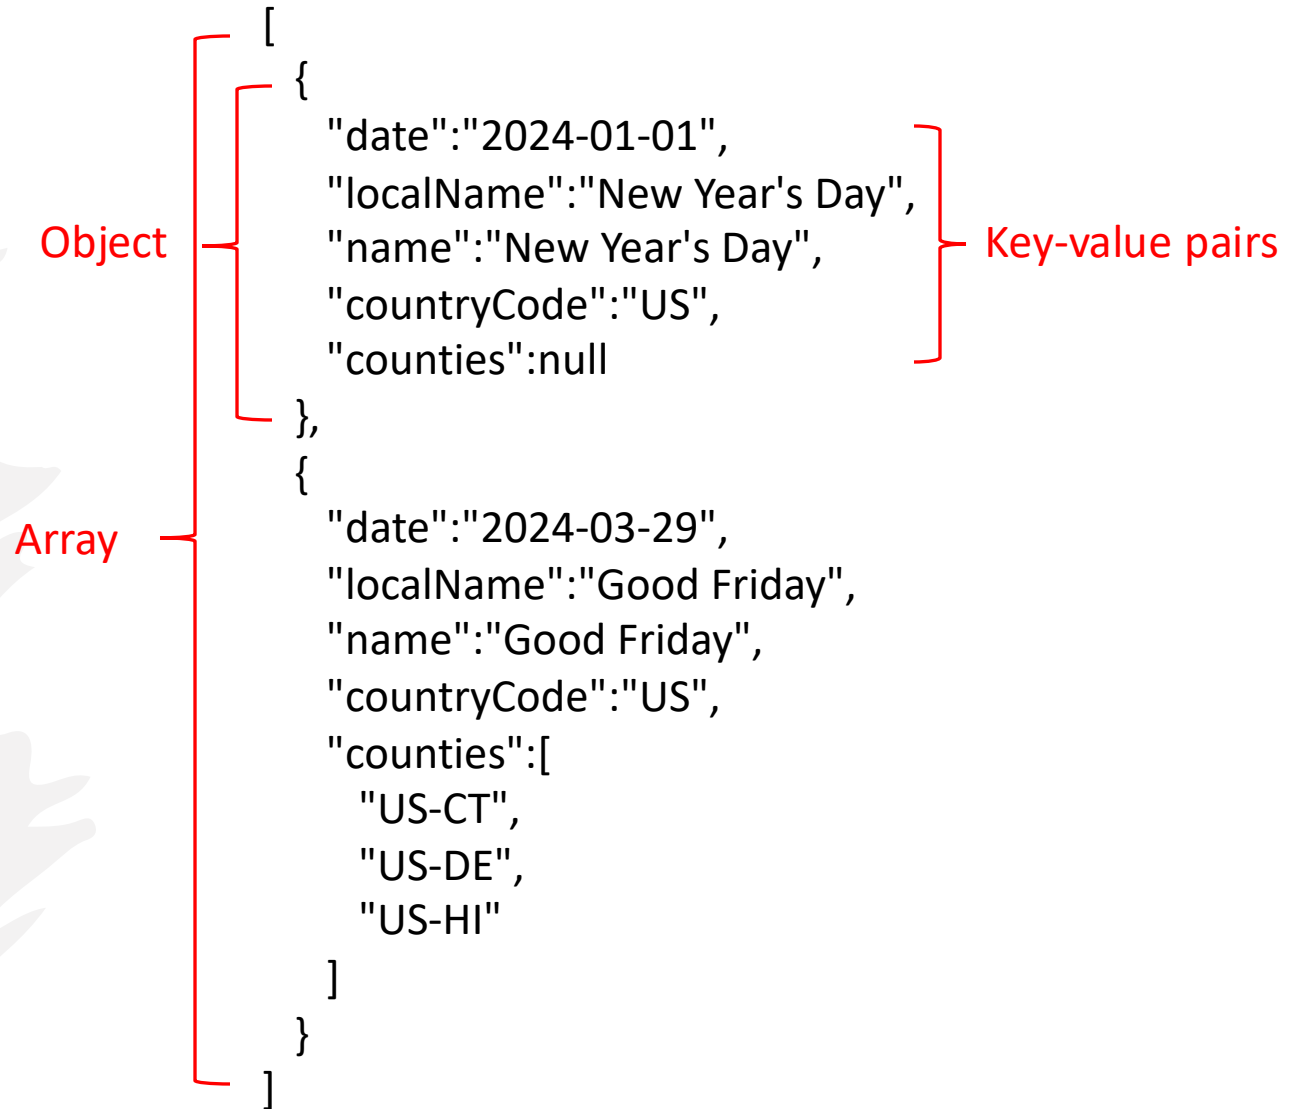 [
{
"date":"2024-01-01",
"localName":"New Year's Day",
Object
"name":"New Year's Day",
Key-value pairs
"countryCode":"US",
"counties":null
},
{
"date":"2024-03-29",
Array
"localName":"Good Friday",
"name":"Good Friday",
"countryCode":"US",
"counties":[
"US-CT",
"US-DE",
"US-HI"
]
}
]